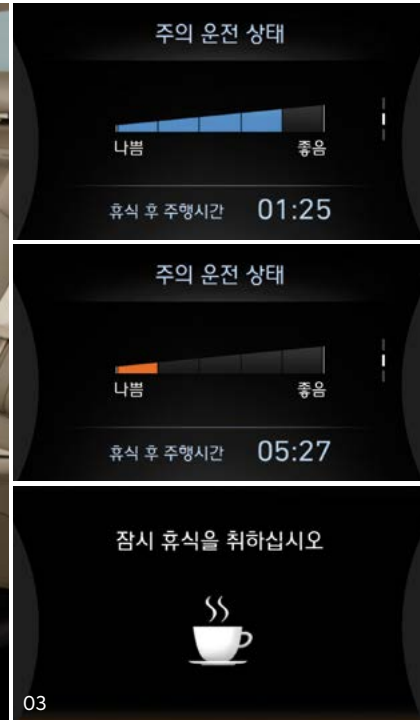 주의 운전 상태
나쁨 좋음
휴식 후 주행시간 01:25
주의 운전 상태
나쁨 좋음
휴식 후 주행시간 05:27
잠시 휴식을 취하십시오
03